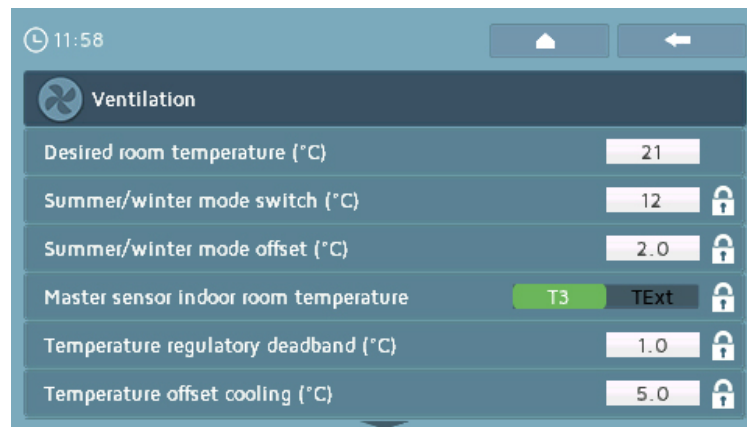 11:58
Ventilation
Desired room temperature (°C) 21
Summer/winter mode switch (°C) 12
Summer/winter mode offset (°C) 2.0
Master sensor indoor room temperature T3 TExt
Temperature regulatory deadband (°C) 1.0
Temperature offset cooling (°C) 5.0